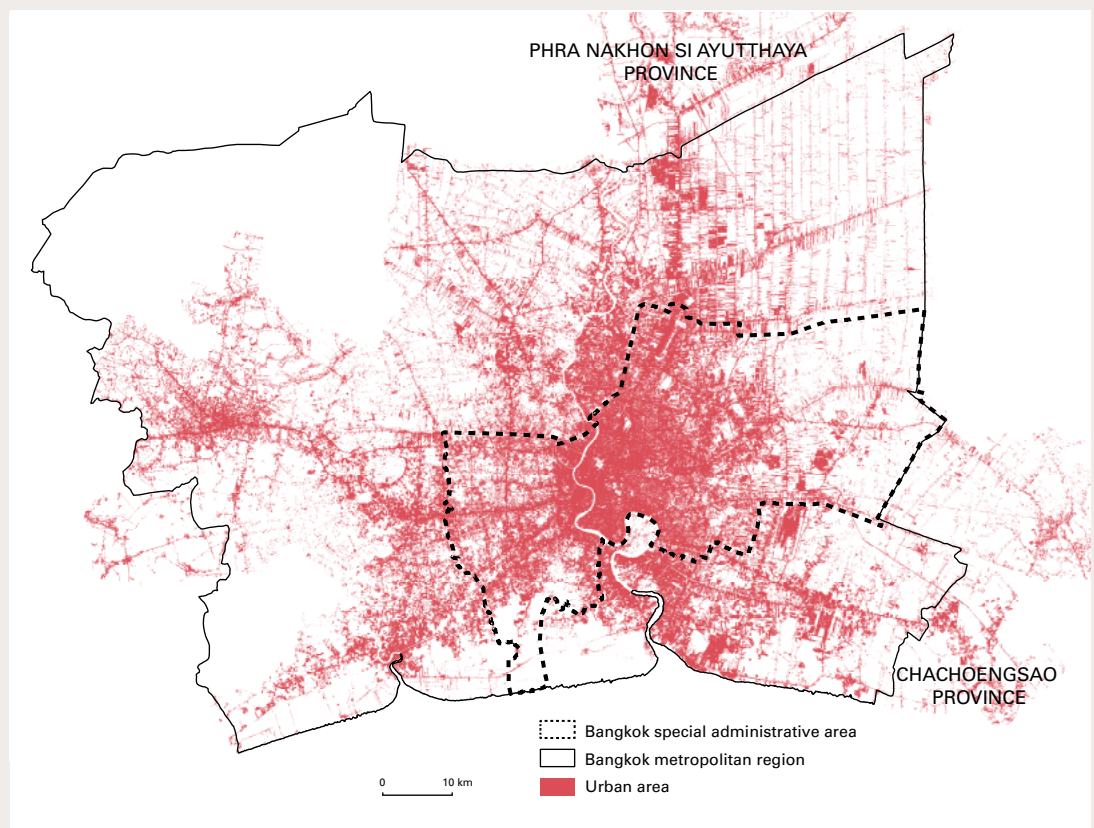 PHRA NAKHON SI AYUTTHAYA
PROVINCE
CHACHOENGSAO
PROVINCE
Bangkok special administrative area
Bangkok metropolitan region
Urban area
0 10 km